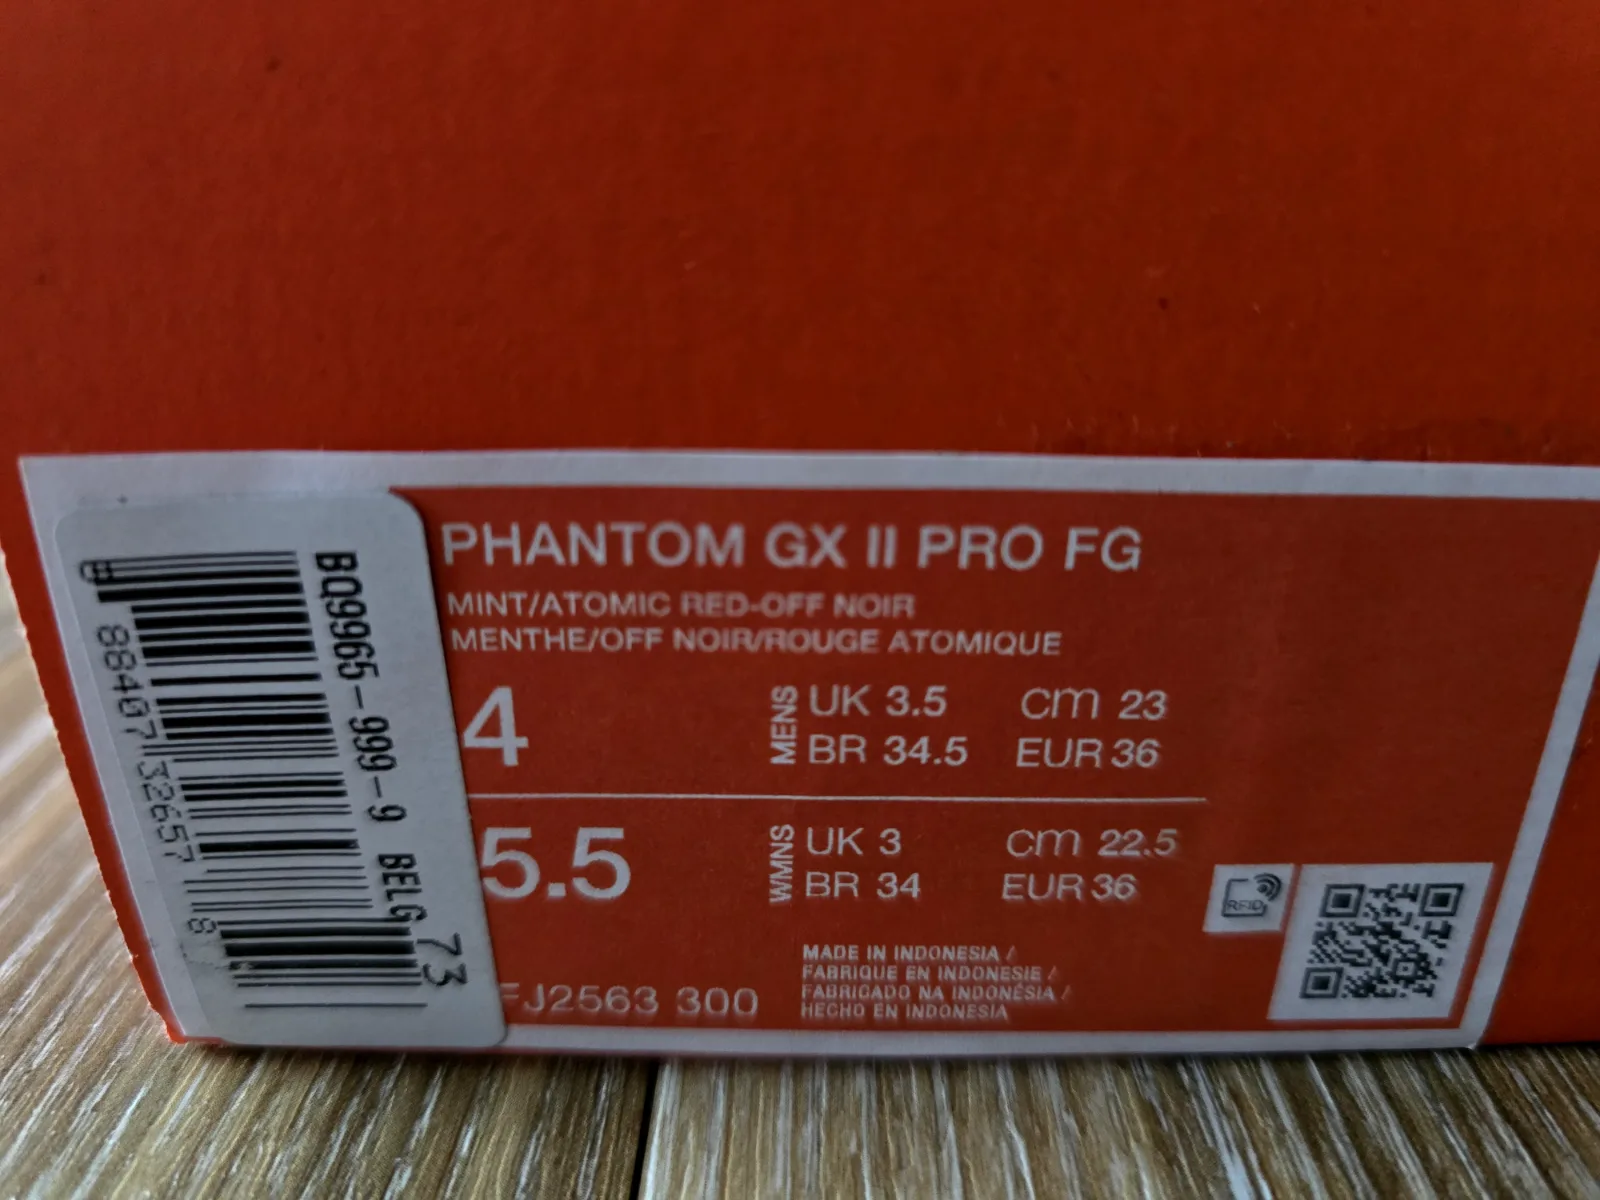 PHANTOM GX II PRO FG
MINT/ATOMIC RED-OFF NOIR
MENTHE/OFF NOIR/ROUGE ATOMIQUE
4
MENS
UK 3.5 CM 23
BR 34.5 EUR 36
5.5
WMNS
UK 3 CM 22.5
BR 34 EUR 36
FJ2563 300
MADE IN INDONESIA /
FABRIQUE EN INDONESIE /
FABRICADO NA INDONÉSIA /
HECHO EN INDONESIA
RFID
BQ9965-999-9 BELG 73
88407 32657 8